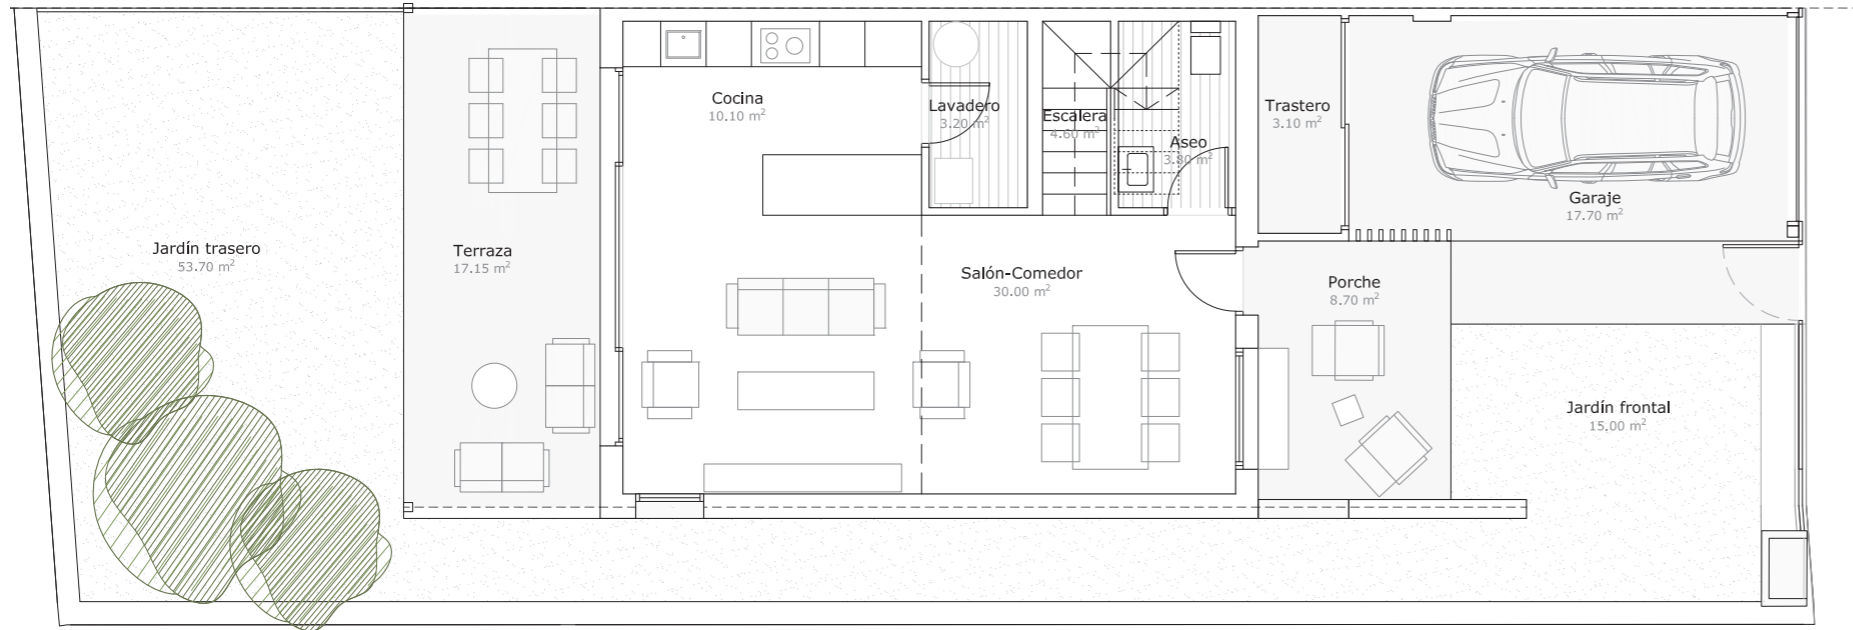 Cocina
10.10 m²
Lavadero
3.20 m²
Escalera
4.60 m²
Aseo
3.80 m²
Trastero
3.10 m²
Garaje
17.70 m²
Jardín trasero
53.70 m²
Terraza
17.15 m²
Salón-Comedor
30.00 m²
Porche
8.70 m²
Jardín frontal
15.00 m²